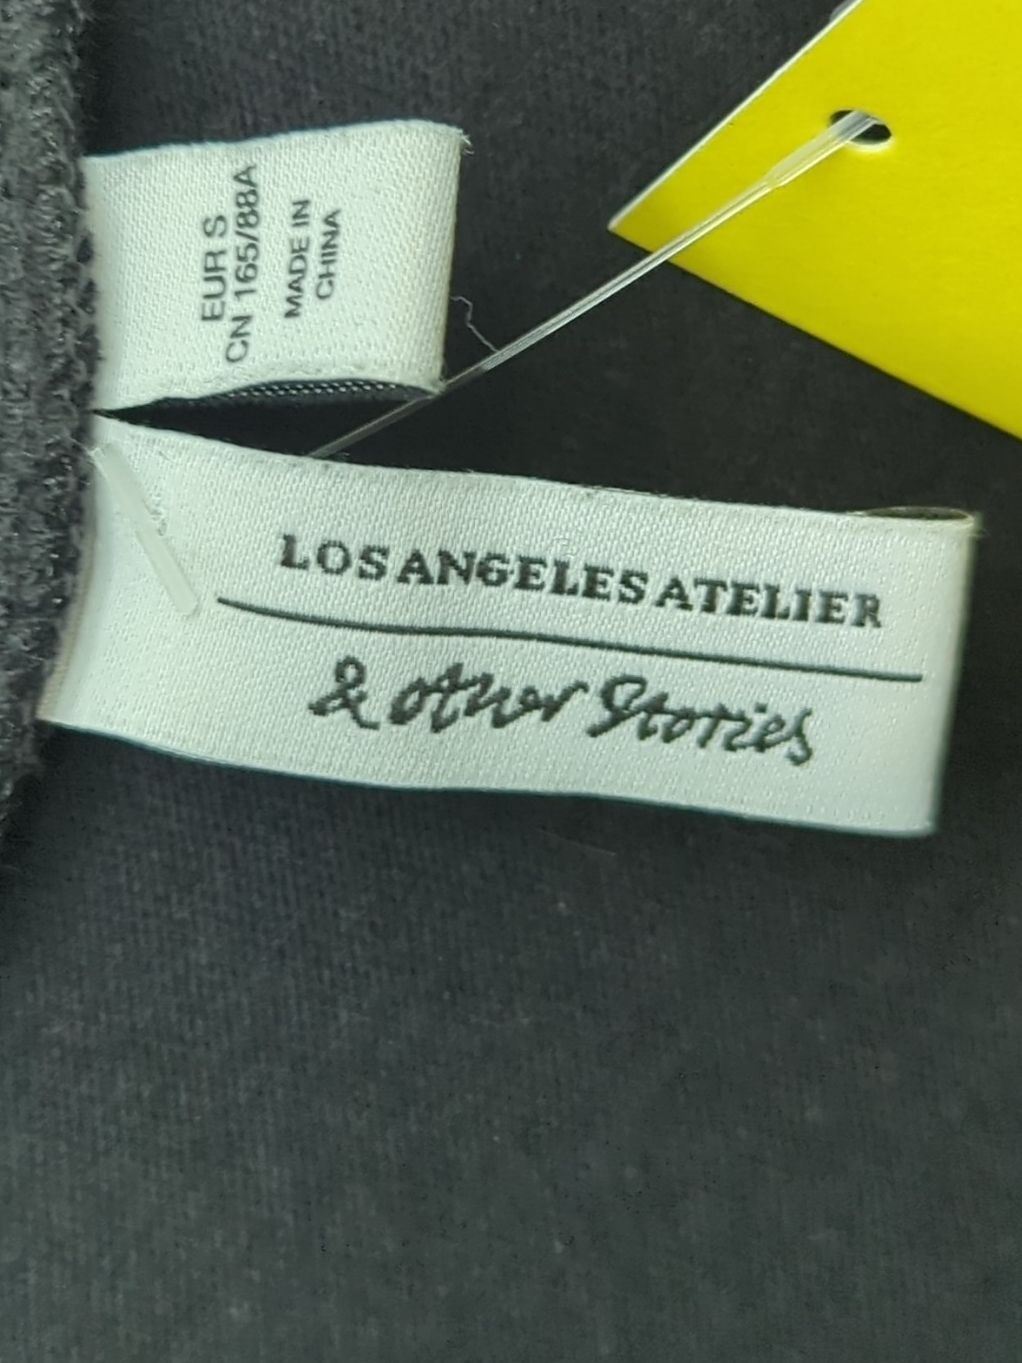 EUR S
CN 165/88A
MADE IN
CHINA
LOS ANGELES ATELIER
& other Stories